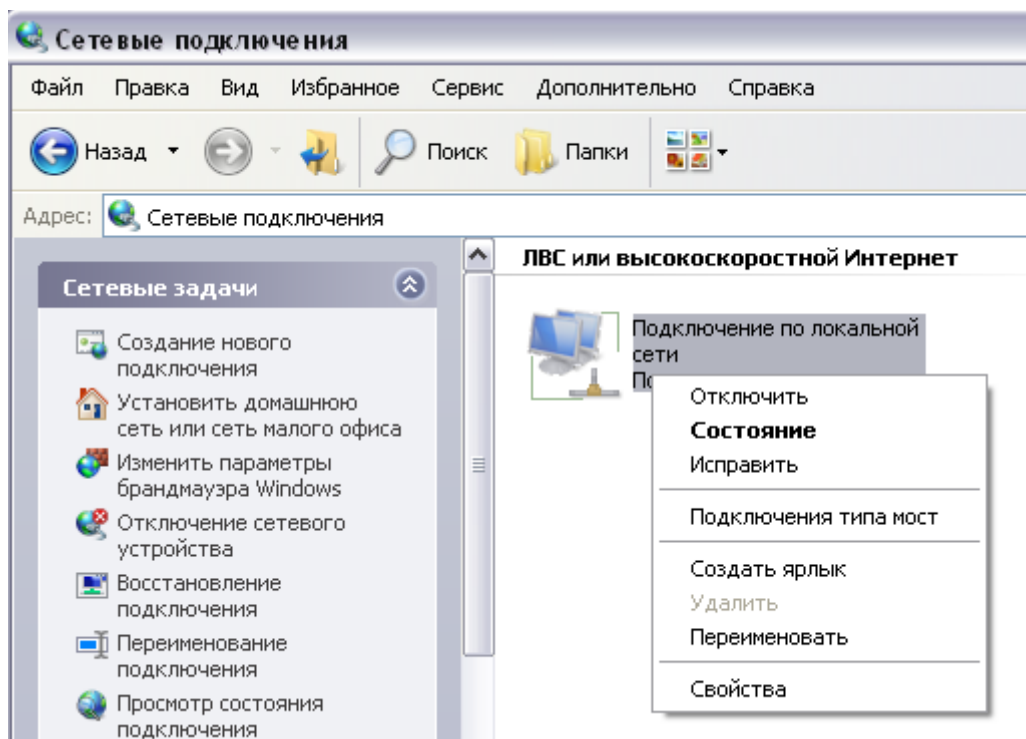 Сетевые подключения
Файл Правка Вид Избранное Сервис Дополнительно Справка
Назад Поиск Папки
Адрес: Сетевые подключения
Сетевые задачи
Создание нового
подключения
Установить домашнюю
сеть или сеть малого офиса
Изменить параметры
брандмауэра Windows
Отключение сетевого
устройства
Восстановление
подключения
Переименование
подключения
Просмотр состояния
подключения
ЛВС или высокоскоростной Интернет
Подключение по локальной
сети
Отключить
Состояние
Исправить
Подключения типа мост
Создать ярлык
Удалить
Переименовать
Свойства